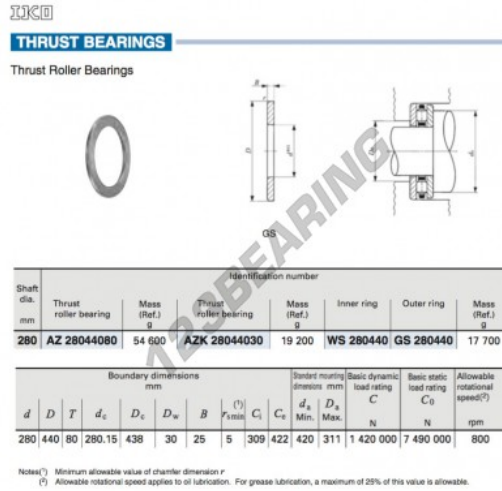 IKO
THRUST BEARINGS
Thrust Roller Bearings
B
r
D
d
GS
Dₐ
dₐ
123BEARING
Identification number
Shaft dia. mm Thrust roller bearing Mass (Ref.) g Thrust roller bearing Mass (Ref.) g Inner ring Outer ring Mass (Ref.) g
280 AZ 28044080 54 600 AZK 28044030 19 200 WS 280440 GS 280440 17 700
Boundary dimensions mm Standard mounting dimensions mm Basic dynamic load rating C N Basic static load rating C₀ N Allowable rotational speed(²) rpm
d D T d꜀ D꜀ Dw B rₛ min(¹) Cᵢ Cₑ dₐ Min. Dₐ Max.
280 440 80 280.15 438 30 25 5 309 422 420 311 1 420 000 7 490 000 800
Notes(¹) Minimum allowable value of chamfer dimension r
(²) Allowable rotational speed applies to oil lubrication. For grease lubrication, a maximum of 25% of this value is allowable.